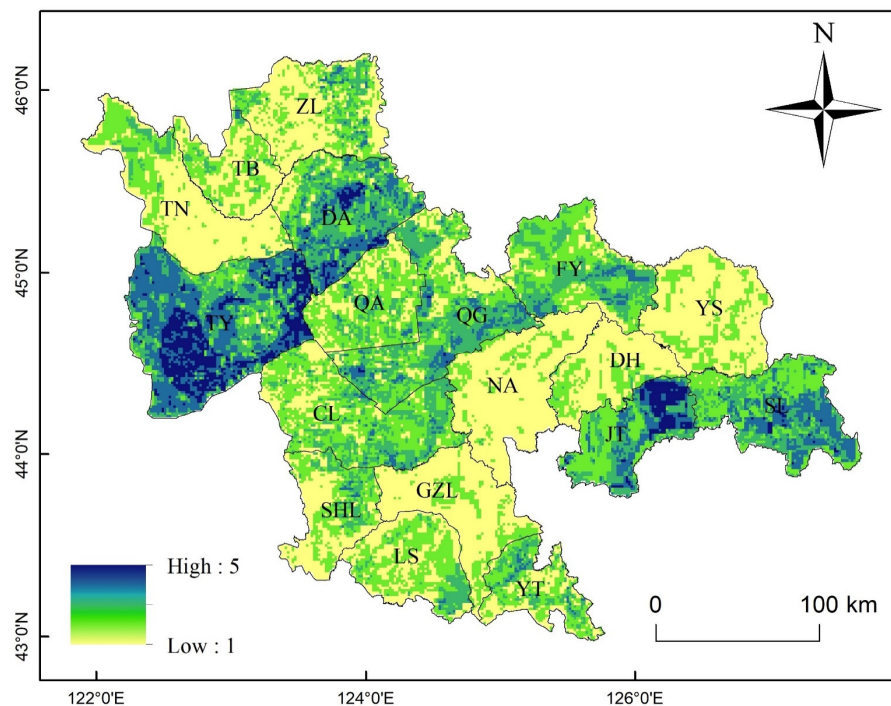 N
46°0'N
45°0'N
44°0'N
43°0'N
ZL
TB
TN
DA
FY
QA
YS
TY
QG
DH
NA
CL
SL
JT
GZL
SHL
LS
YT
High : 5
Low : 1
0 100 km
122°0'E 124°0'E 126°0'E